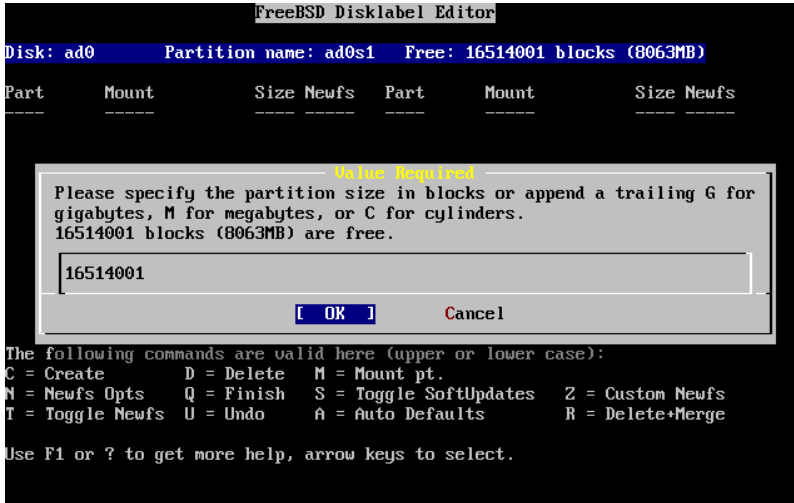 FreeBSD Disklabel Editor
Disk: ad0 Partition name: ad0s1 Free: 16514001 blocks (8063MB)
Part Mount Size Newfs Part Mount Size Newfs
---- ----- ---- ----- ---- ----- ---- -----
Value Required
Please specify the partition size in blocks or append a trailing G for
gigabytes, M for megabytes, or C for cylinders.
16514001 blocks (8063MB) are free.
16514001
[ OK ] Cancel
The following commands are valid here (upper or lower case):
C = Create D = Delete M = Mount pt.
N = Newfs Opts Q = Finish S = Toggle SoftUpdates Z = Custom Newfs
T = Toggle Newfs U = Undo A = Auto Defaults R = Delete+Merge
Use F1 or ? to get more help, arrow keys to select.